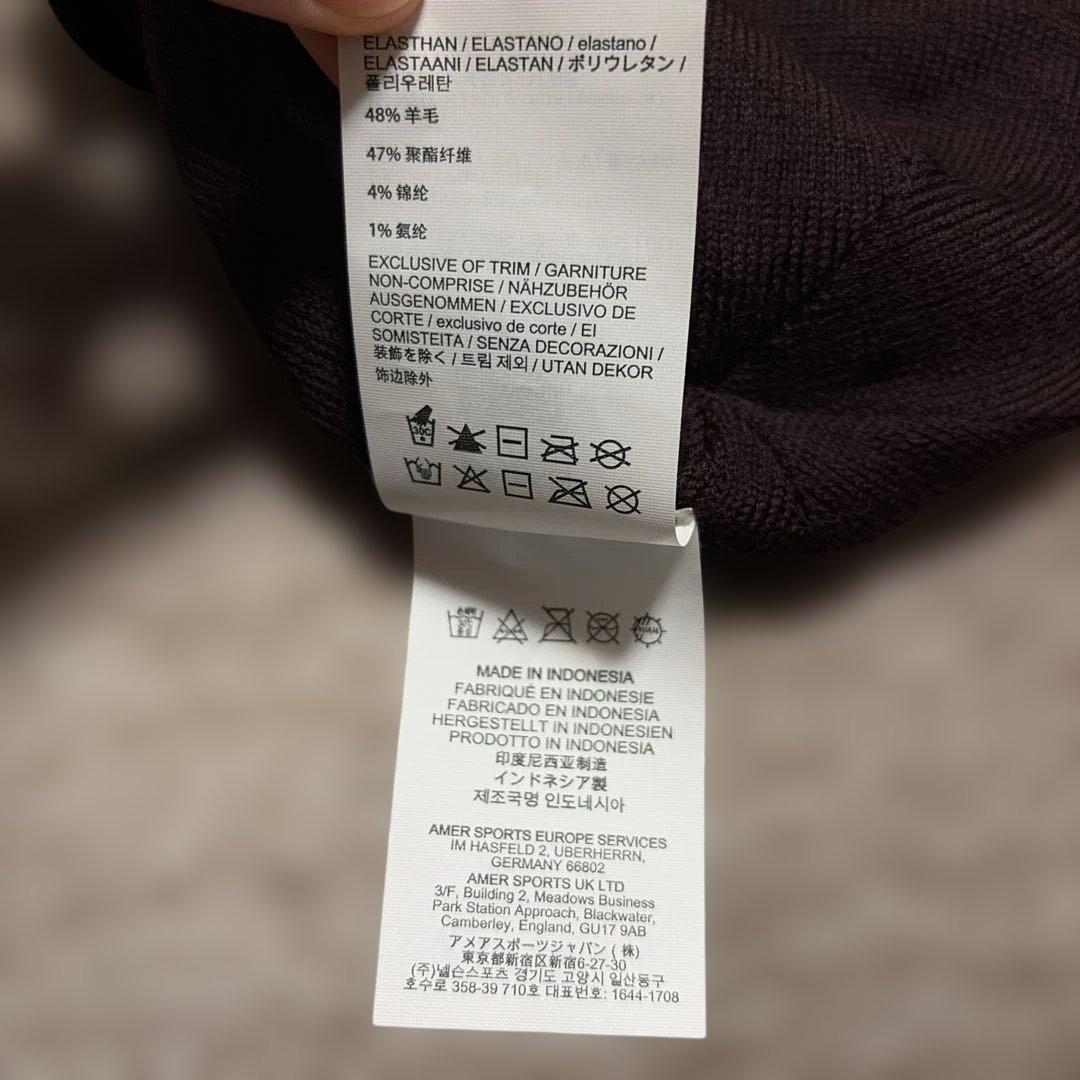 ELASTHAN / ELASTANO / elastano /
ELASTAANI / ELASTAN / ポリウレタン /
폴리우레탄
48% 羊毛
47% 聚酯纤维
4% 锦纶
1% 氨纶
EXCLUSIVE OF TRIM / GARNITURE
NON-COMPRISE / NÄHZUBEHÖR
AUSGENOMMEN / EXCLUSIVO DE
CORTE / exclusivo de corte / EI
SOMISTEITA / SENZA DECORAZIONI /
装飾を除く / 트림 제외 / UTAN DEKOR
饰边除外
30C
MADE IN INDONESIA
FABRIQUÉ EN INDONESIE
FABRICADO EN INDONESIA
HERGESTELLT IN INDONESIEN
PRODOTTO IN INDONESIA
印度尼西亚制造
インドネシア製
제조국명 인도네시아
AMER SPORTS EUROPE SERVICES
IM HASFELD 2, UBERHERRN,
GERMANY 66802
AMER SPORTS UK LTD
3/F, Building 2, Meadows Business
Park Station Approach, Blackwater,
Camberley, England, GU17 9AB
アメアスポーツジャパン ( 株)
東京都新宿区新宿6-27-30
(주)넬슨스포츠 경기도 고양시 일산동구
호수로 358-39 710호 대표번호: 1644-1708